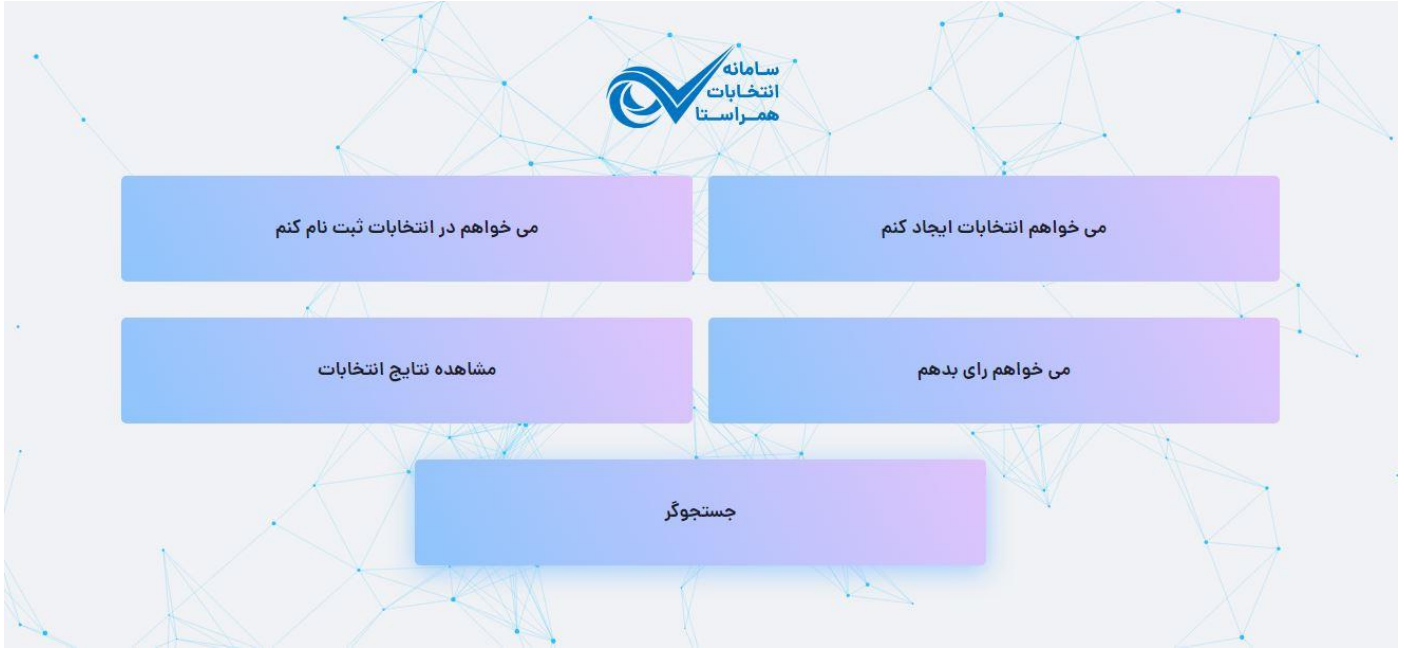 سامانه
انتخابات
همراستا
می خواهم انتخابات ایجاد کنم
می خواهم در انتخابات ثبت نام کنم
می خواهم رای بدهم
مشاهده نتایج انتخابات
جستجوگر